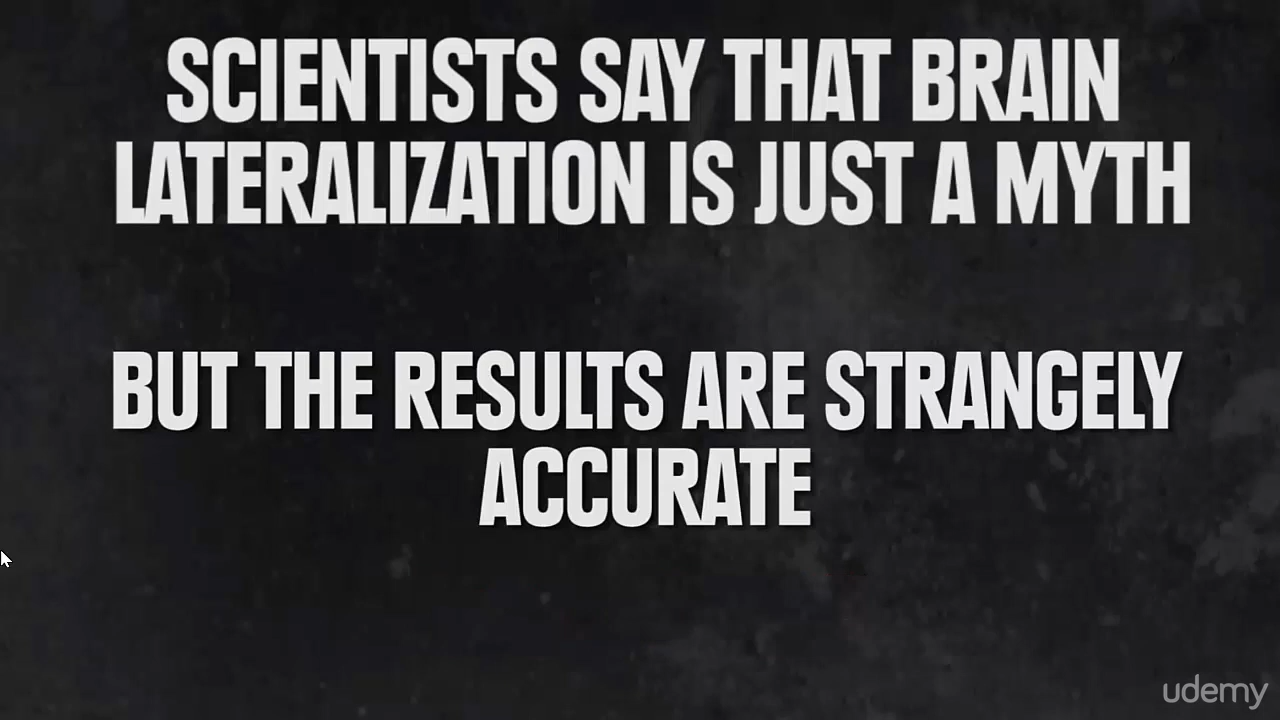 SCIENTISTS SAY THAT BRAIN
LATERALIZATION IS JUST A MYTH
BUT THE RESULTS ARE STRANGELY
ACCURATE
udemy